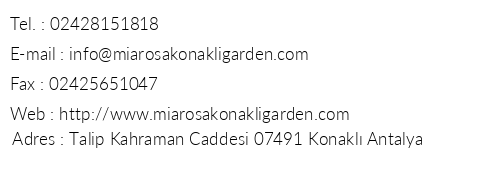 Tel. : 02428151818
E-mail : info@miarosakonakligarden.com
Fax : 02425651047
Web : http://www.miarosakonakligarden.com
Adres : Talip Kahraman Caddesi 07491 Konaklı Antalya